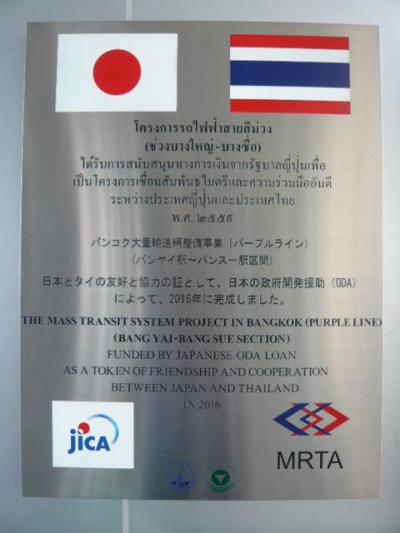 โครงการรถไฟฟ้าสายสีม่วง
(ช่วงบางใหญ่-บางซื่อ)
ได้รับการสนับสนุนทางการเงินจากรัฐบาลญี่ปุ่นเพื่อ
เป็นโครงการเชื่อมสัมพันธไมตรีและความร่วมมืออันดี
ระหว่างประเทศญี่ปุ่นและประเทศไทย
พ.ศ. ๒๕๕๙
バンコク大量輸送網整備事業 (パープルライン)
(バンヤイ駅～バンスー駅区間)
日本とタイの友好と協力の証として、日本の政府開発援助 (ODA)
によって、2016年に完成しました。
THE MASS TRANSIT SYSTEM PROJECT IN BANGKOK (PURPLE LINE)
(BANG YAI-BANG SUE SECTION)
FUNDED BY JAPANESE ODA LOAN
AS A TOKEN OF FRIENDSHIP AND COOPERATION
BETWEEN JAPAN AND THAILAND
IN 2016
jICA
MRTA